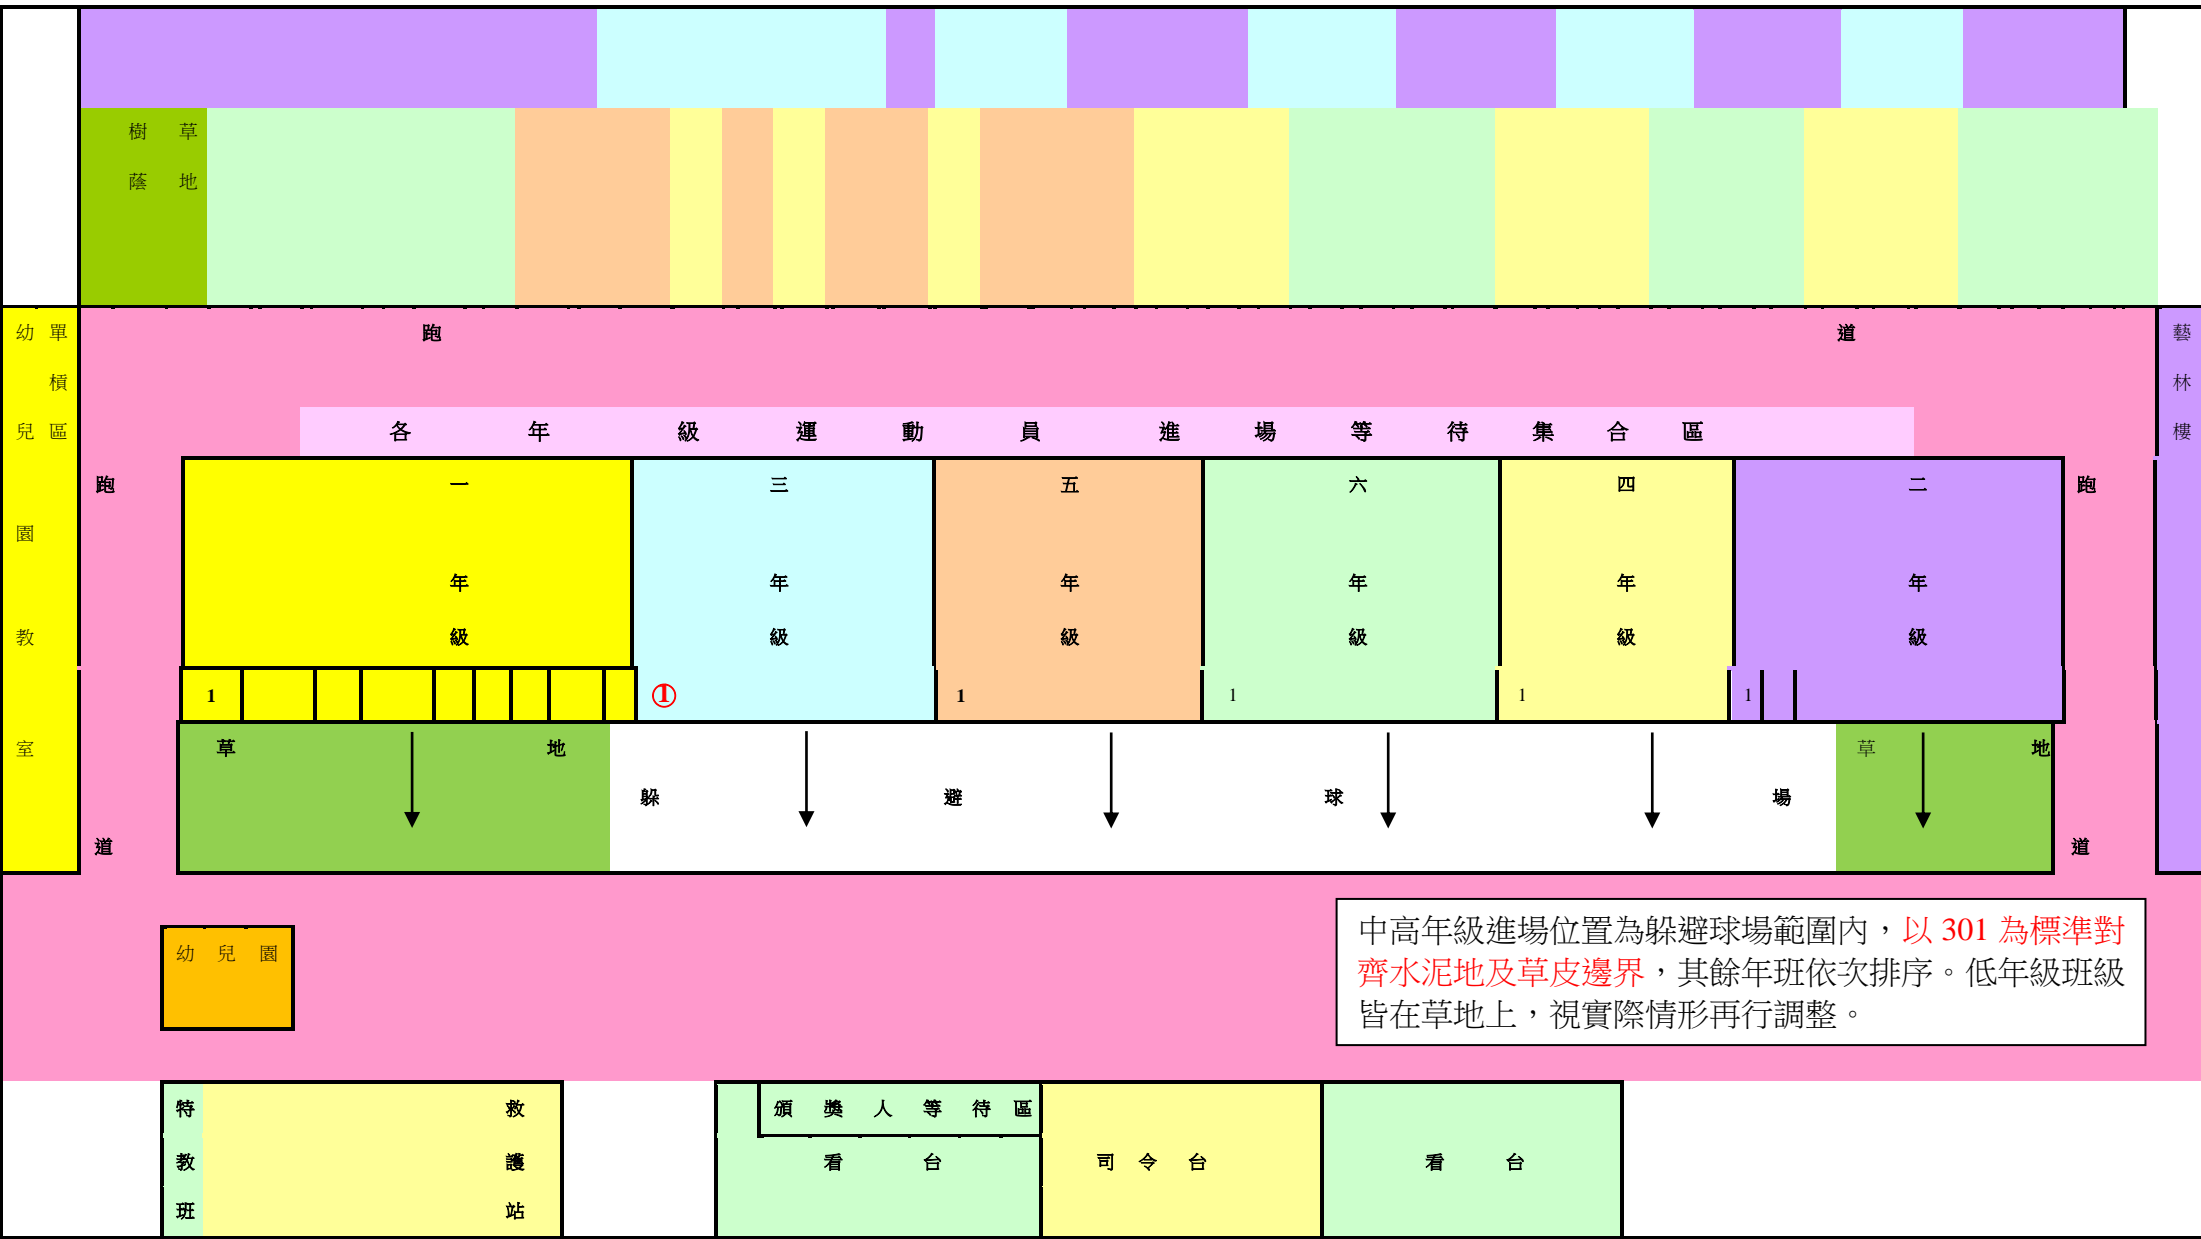 樹蔭 草地
跑 道
幼兒園教室
單槓區
藝林樓
各年級運動員進場等待集合區
跑道
一年級
三年級
五年級
六年級
四年級
二年級
跑道
1 ① 1 1 1 1
草地
躲避球場
草地
幼兒園
中高年級進場位置為躲避球場範圍內，以 301 為標準對
齊水泥地及草皮邊界，其餘年班依次排序。低年級班級
皆在草地上，視實際情形再行調整。
特教班
救護站
頒獎人等待區
看台
司令台
看台